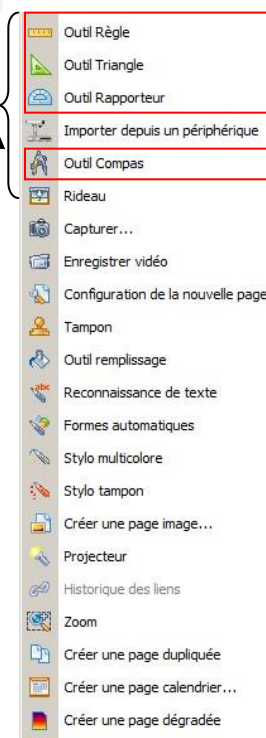 Outil Règle
Outil Triangle
Outil Rapporteur
Importer depuis un périphérique
Outil Compas
Rideau
Capturer...
Enregistrer vidéo
Configuration de la nouvelle page
Tampon
Outil remplissage
Reconnaissance de texte
Formes automatiques
Stylo multicolore
Stylo tampon
Créer une page image...
Projecteur
Historique des liens
Zoom
Créer une page dupliquée
Créer une page calendrier...
Créer une page dégradée